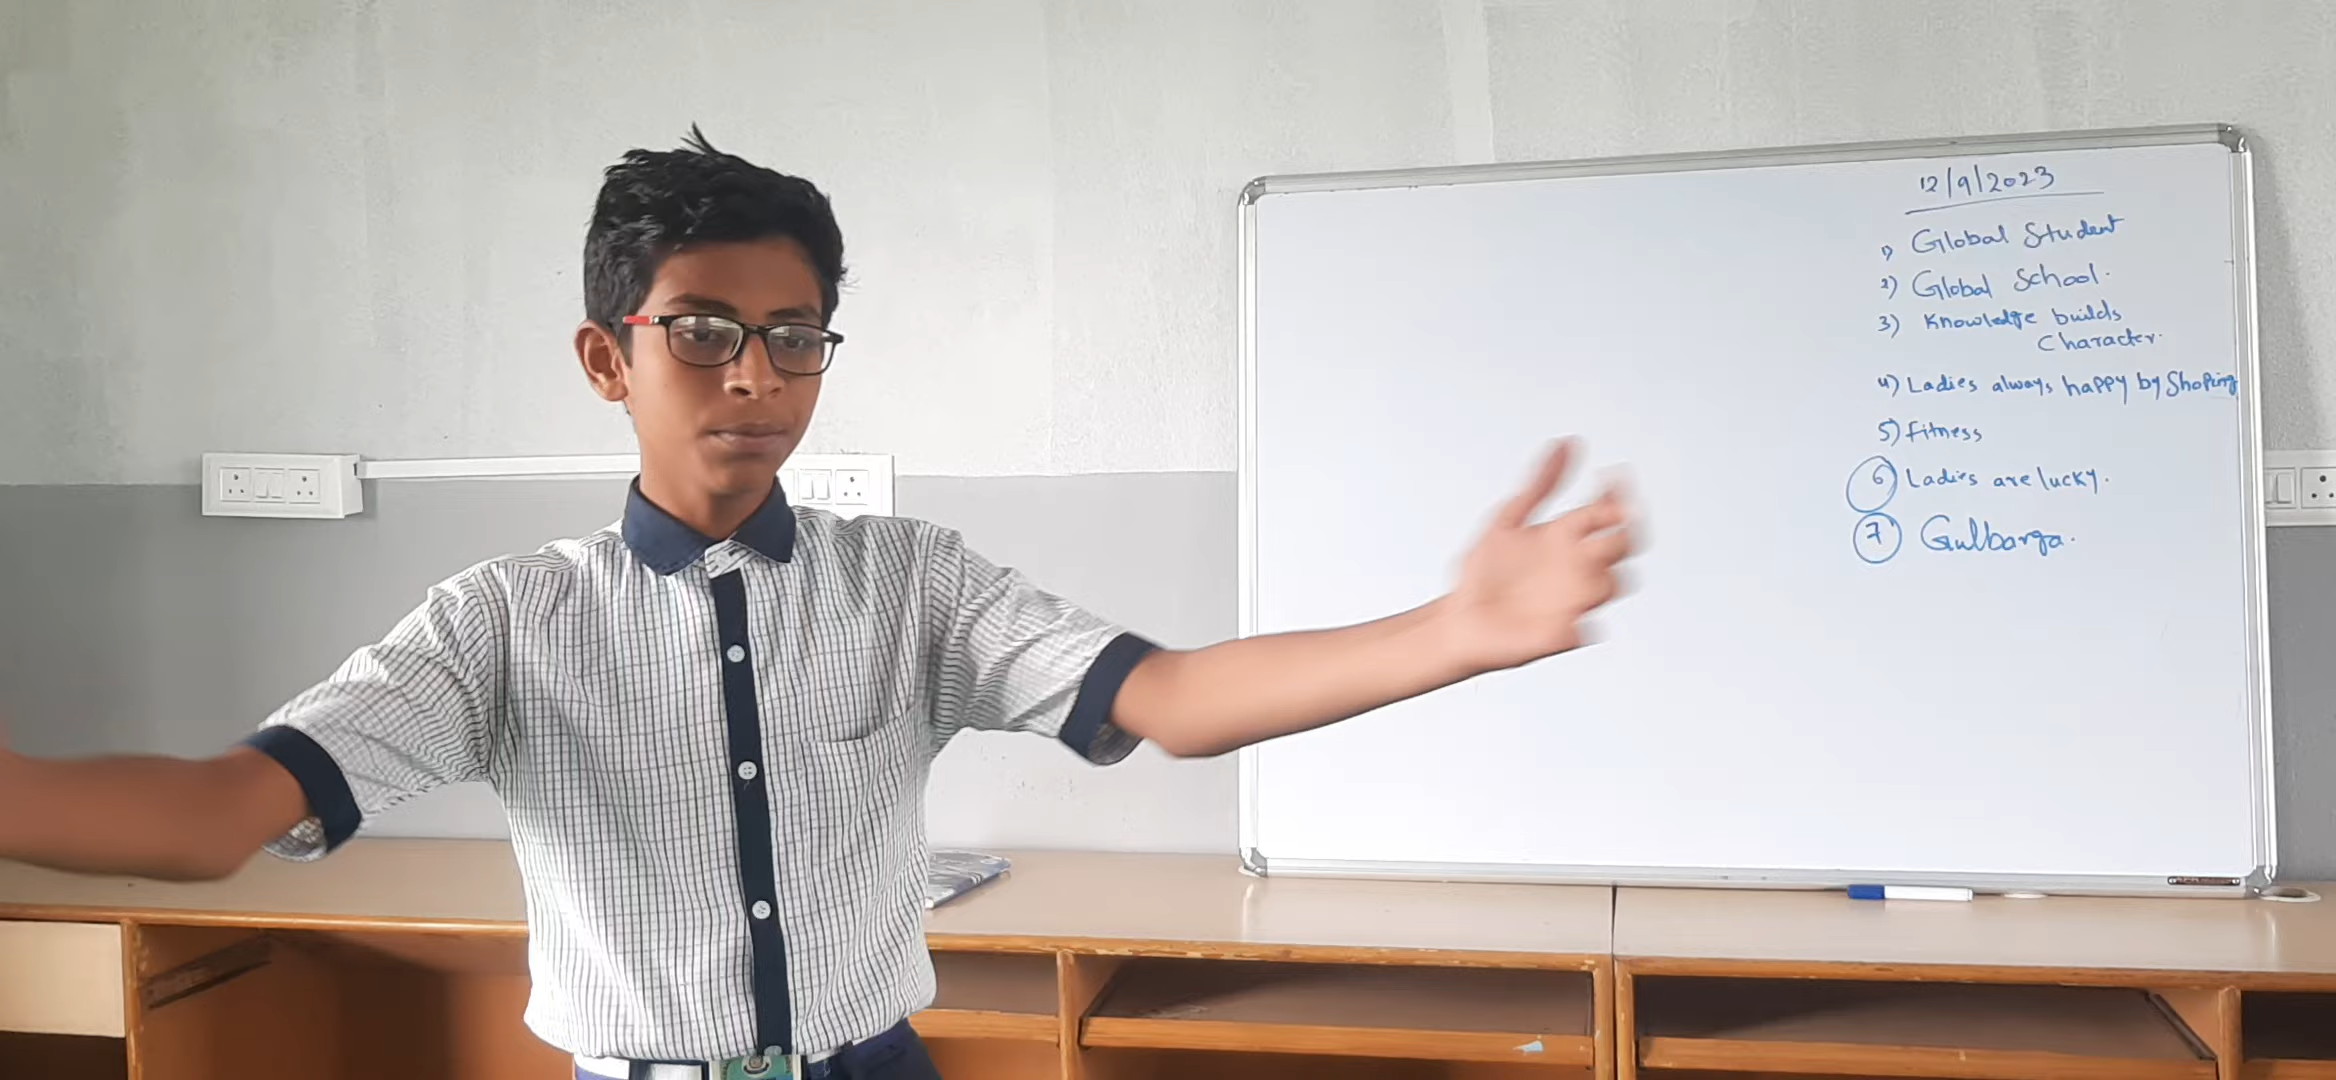 12/9/2023
1) Global Student
2) Global School.
3) Knowledge builds
Character.
4) Ladies always happy by Shoping
5) fitness
6 Ladies are lucky.
7 Gulbarga.